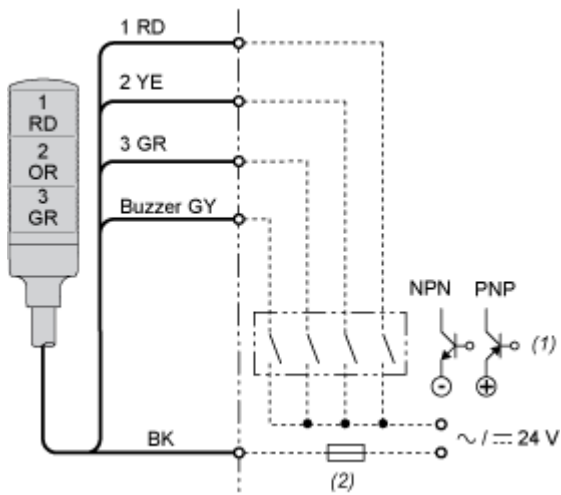 1 RD
2 YE
3 GR
Buzzer GY
1
RD
2
OR
3
GR
NPN PNP
(1)
- +
BK
(2)
~ / ⎓ 24 V